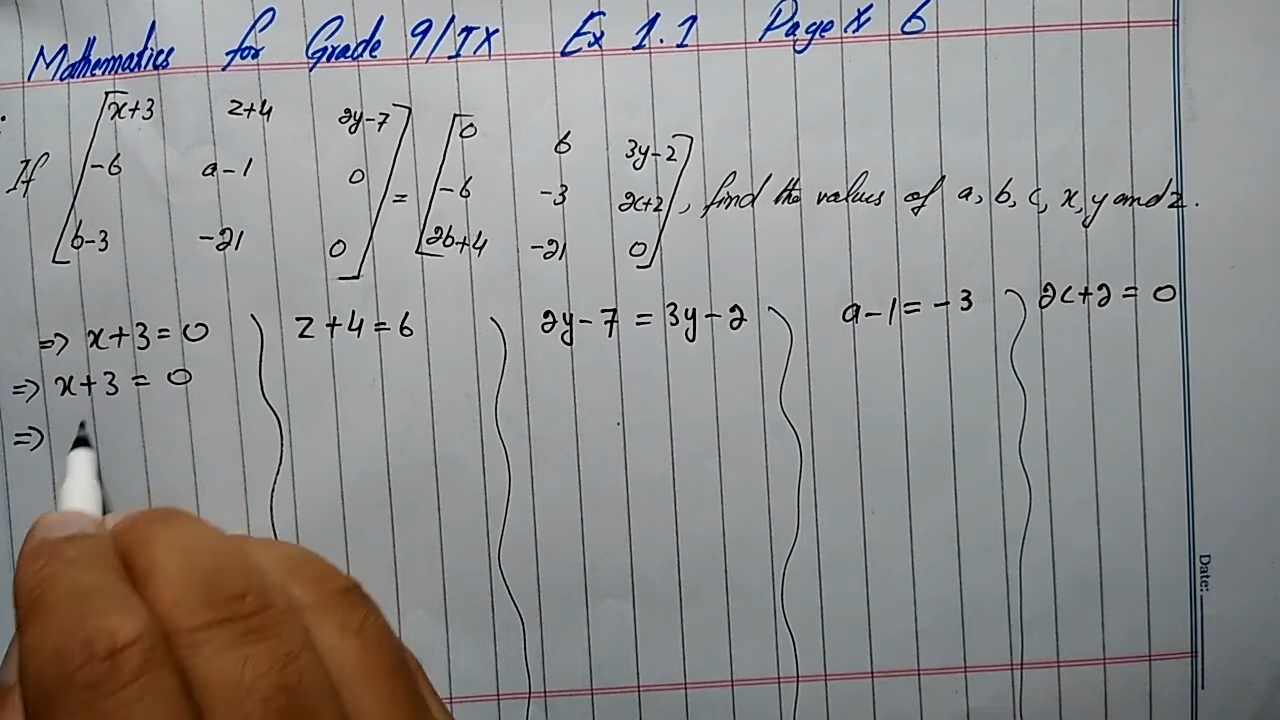 Mathematics for Grade 9/IX Ex 1.1 Page # 6
If [x+3 z+4 2y-7 = [0 6 3y-2
-6 a-1 0 -6 -3 2c+2
b-3 -21 0] 2b+4 -21 0], find the values of a, b, c, x, y and z.
=> x+3=0 z+4=6 2y-7=3y-2 a-1=-3 2c+2=0
=> x+3=0
=>
Date: